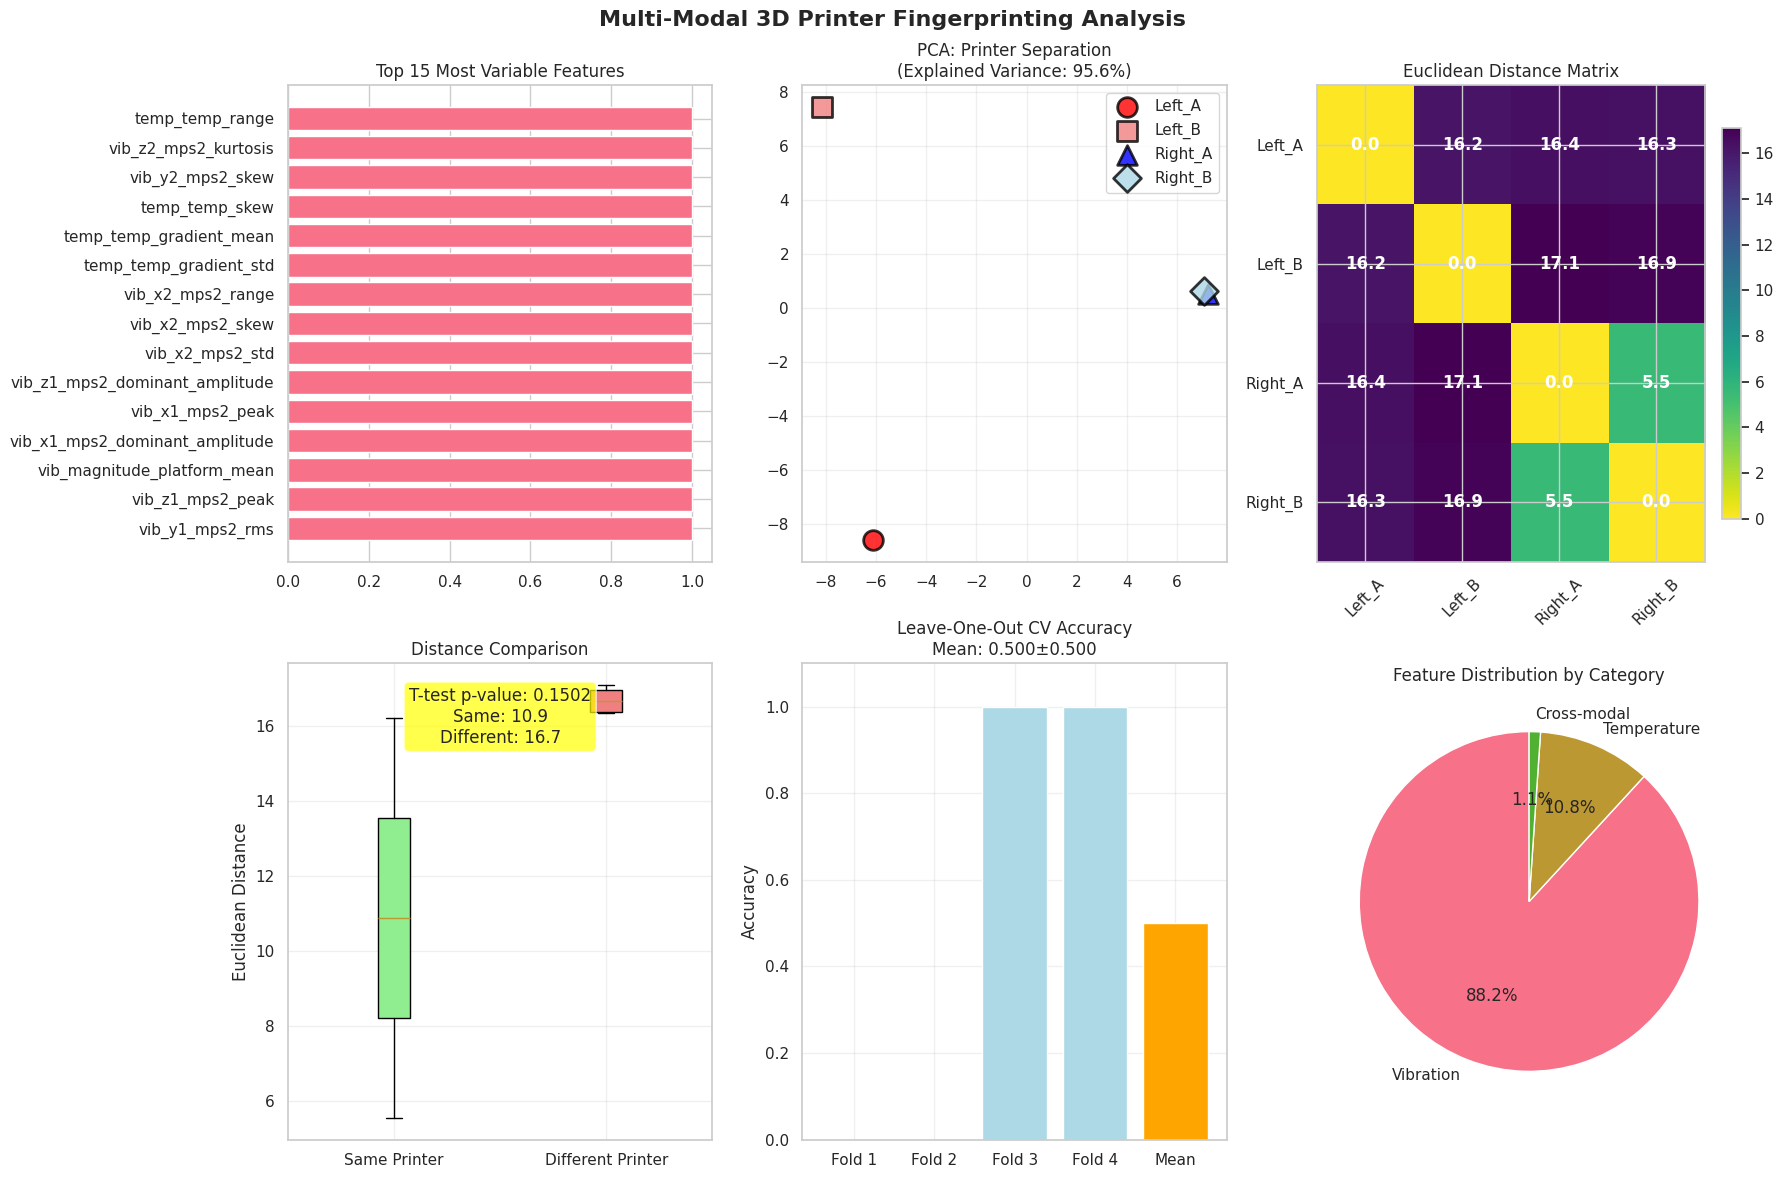 Multi-Modal 3D Printer Fingerprinting Analysis
Top 15 Most Variable Features
temp_temp_range
vib_z2_mps2_kurtosis
vib_y2_mps2_skew
temp_temp_skew
temp_temp_gradient_mean
temp_temp_gradient_std
vib_x2_mps2_range
vib_x2_mps2_skew
vib_x2_mps2_std
vib_z1_mps2_dominant_amplitude
vib_x1_mps2_peak
vib_x1_mps2_dominant_amplitude
vib_magnitude_platform_mean
vib_z1_mps2_peak
vib_y1_mps2_rms
0.0 0.2 0.4 0.6 0.8 1.0
PCA: Printer Separation
(Explained Variance: 95.6%)
8
6
4
2
0
−2
−4
−6
−8
−8 −6 −4 −2 0 2 4 6
Left_A
Left_B
Right_A
Right_B
Euclidean Distance Matrix
Left_A 0.0 16.2 16.4 16.3
Left_B 16.2 0.0 17.1 16.9
Right_A 16.4 17.1 0.0 5.5
Right_B 16.3 16.9 5.5 0.0
Left_A Left_B Right_A Right_B
16
14
12
10
8
6
4
2
0
Distance Comparison
Euclidean Distance
16
14
12
10
8
6
T-test p-value: 0.1502
Same: 10.9
Different: 16.7
Same Printer Different Printer
Leave-One-Out CV Accuracy
Mean: 0.500±0.500
Accuracy
1.0
0.8
0.6
0.4
0.2
0.0
Fold 1 Fold 2 Fold 3 Fold 4 Mean
Feature Distribution by Category
Cross-modal
Temperature
1.1%
10.8%
88.2%
Vibration